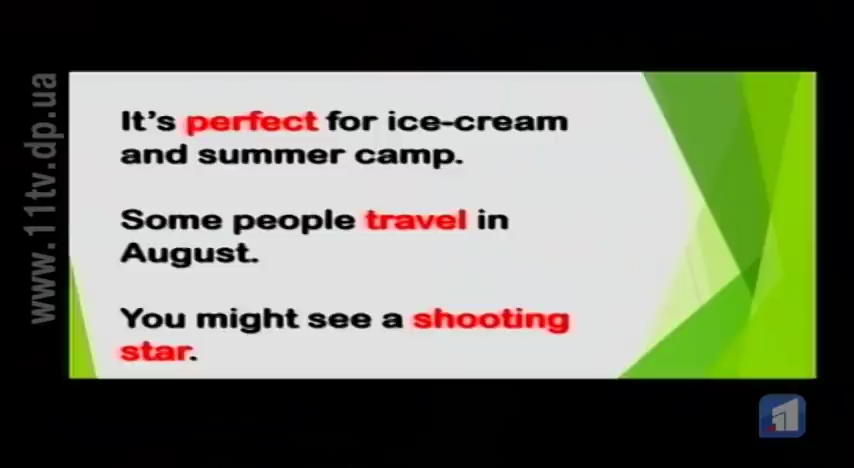 It's perfect for ice-cream
and summer camp.
Some people travel in
August.
You might see a shooting
star.
www.11tv.dp.ua
1